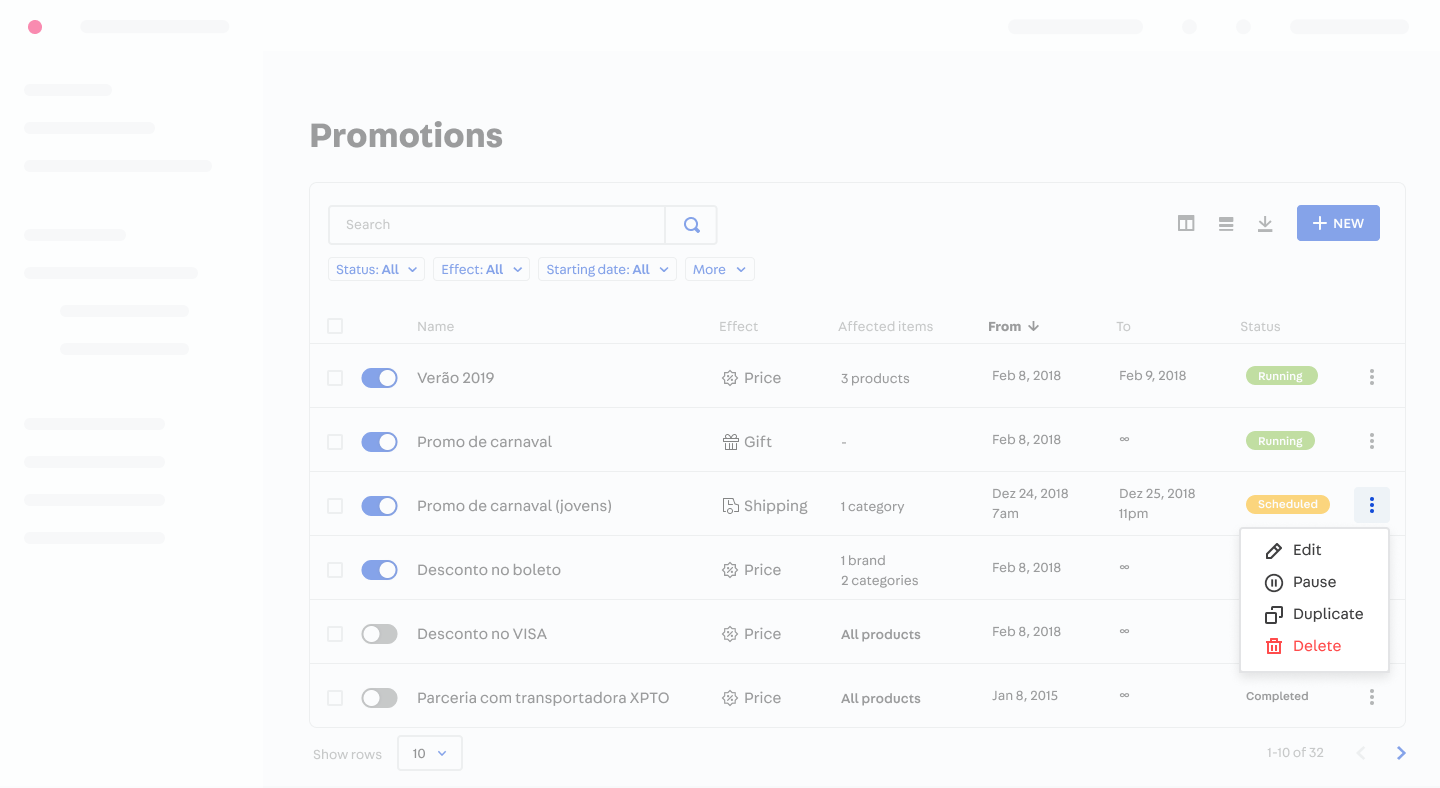 Promotions
Search
NEW
Status: All
Effect: All
Starting date: All
More
Name Effect Affected items From To Status
Verão 2019 Price 3 products Feb 8, 2018 Feb 9, 2018 Running
Promo de carnaval Gift - Feb 8, 2018 ∞ Running
Promo de carnaval (jovens) Shipping 1 category Dez 24, 2018 7am Dez 25, 2018 11pm Scheduled
Desconto no boleto Price 1 brand 2 categories Feb 8, 2018 ∞
Desconto no VISA Price All products Feb 8, 2018 ∞
Parceria com transportadora XPTO Price All products Jan 8, 2015 ∞ Completed
Edit
Pause
Duplicate
Delete
Show rows 10 1-10 of 32